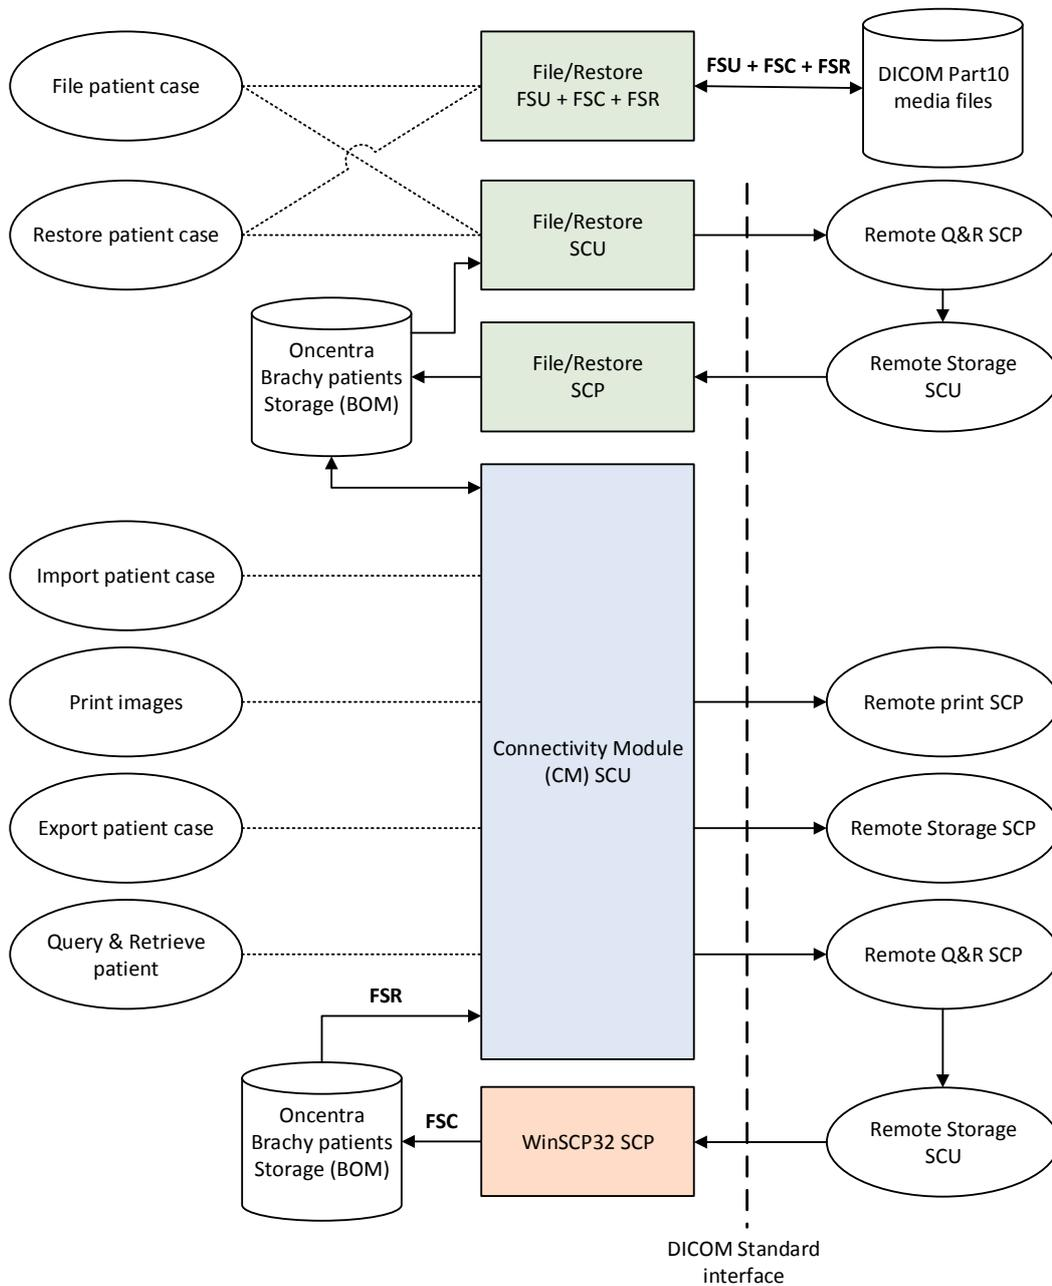 File patient case
File/Restore
FSU + FSC + FSR
FSU + FSC + FSR
DICOM Part10
media files
Restore patient case
File/Restore
SCU
Remote Q&R SCP
Oncentra
Brachy patients
Storage (BOM)
File/Restore
SCP
Remote Storage
SCU
Import patient case
Print images
Remote print SCP
Connectivity Module
(CM) SCU
Export patient case
Remote Storage SCP
Query & Retrieve
patient
Remote Q&R SCP
FSR
Oncentra
Brachy patients
Storage (BOM)
FSC
WinSCP32 SCP
Remote Storage
SCU
DICOM Standard
interface